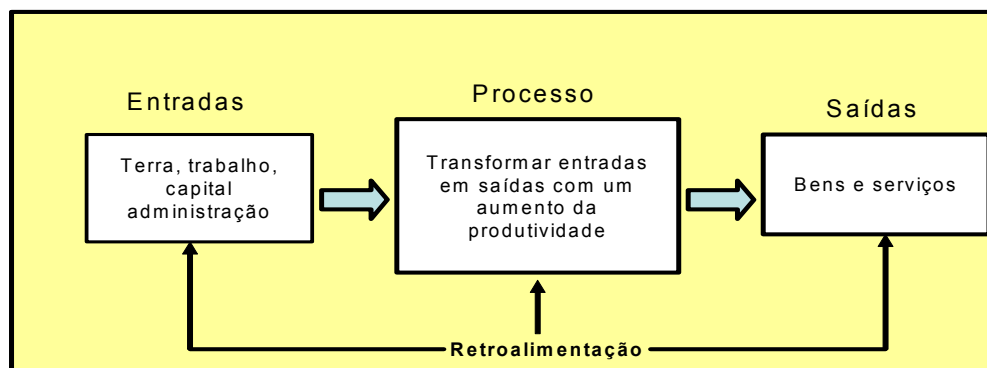 Entradas
Processo
Saídas
Terra, trabalho,
capital
administração
Transformar entradas
em saídas com um
aumento da
produtividade
Bens e serviços
Retroalimentação